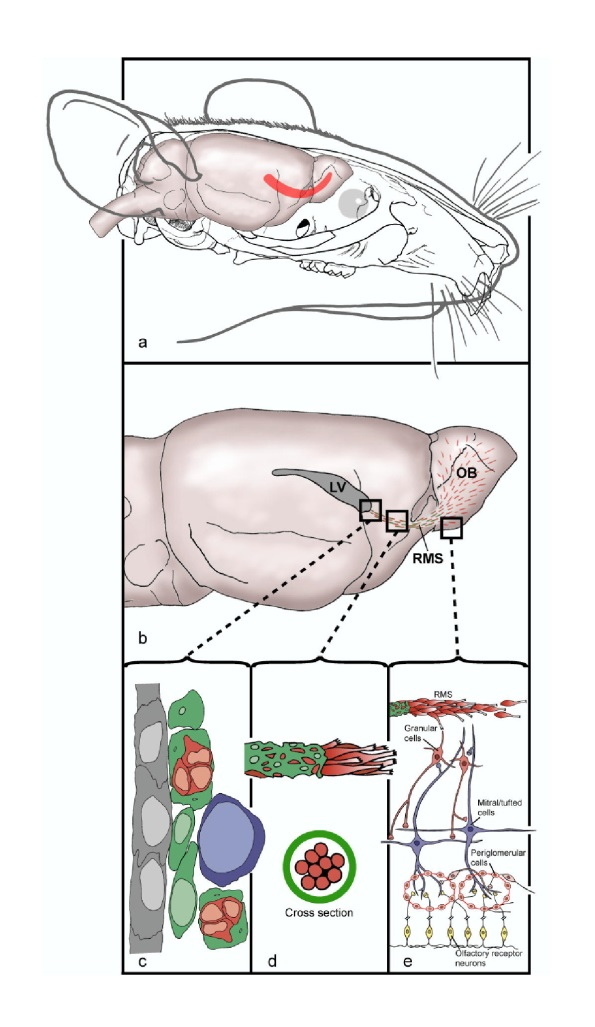 a
LV
OB
RMS
b
c
Cross section
d
RMS
Granular
cells
Mitral/tufted
cells
Periglomerular
cells
Olfactory receptor
neurons
e